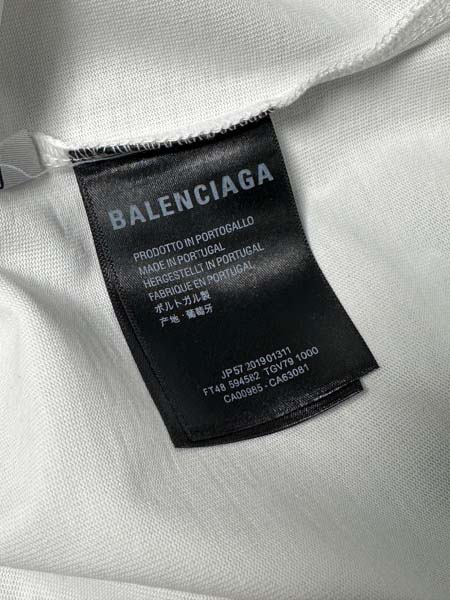 BALENCIAGA
PRODOTTO IN PORTOGALLO
MADE IN PORTUGAL
HERGESTELLT IN PORTUGAL
FABRIQUE EN PORTUGAL
ポルトガル製
产地：葡萄牙
JP57 201901311
FT48 594582 TGV79 1000
CA00985-CA63081